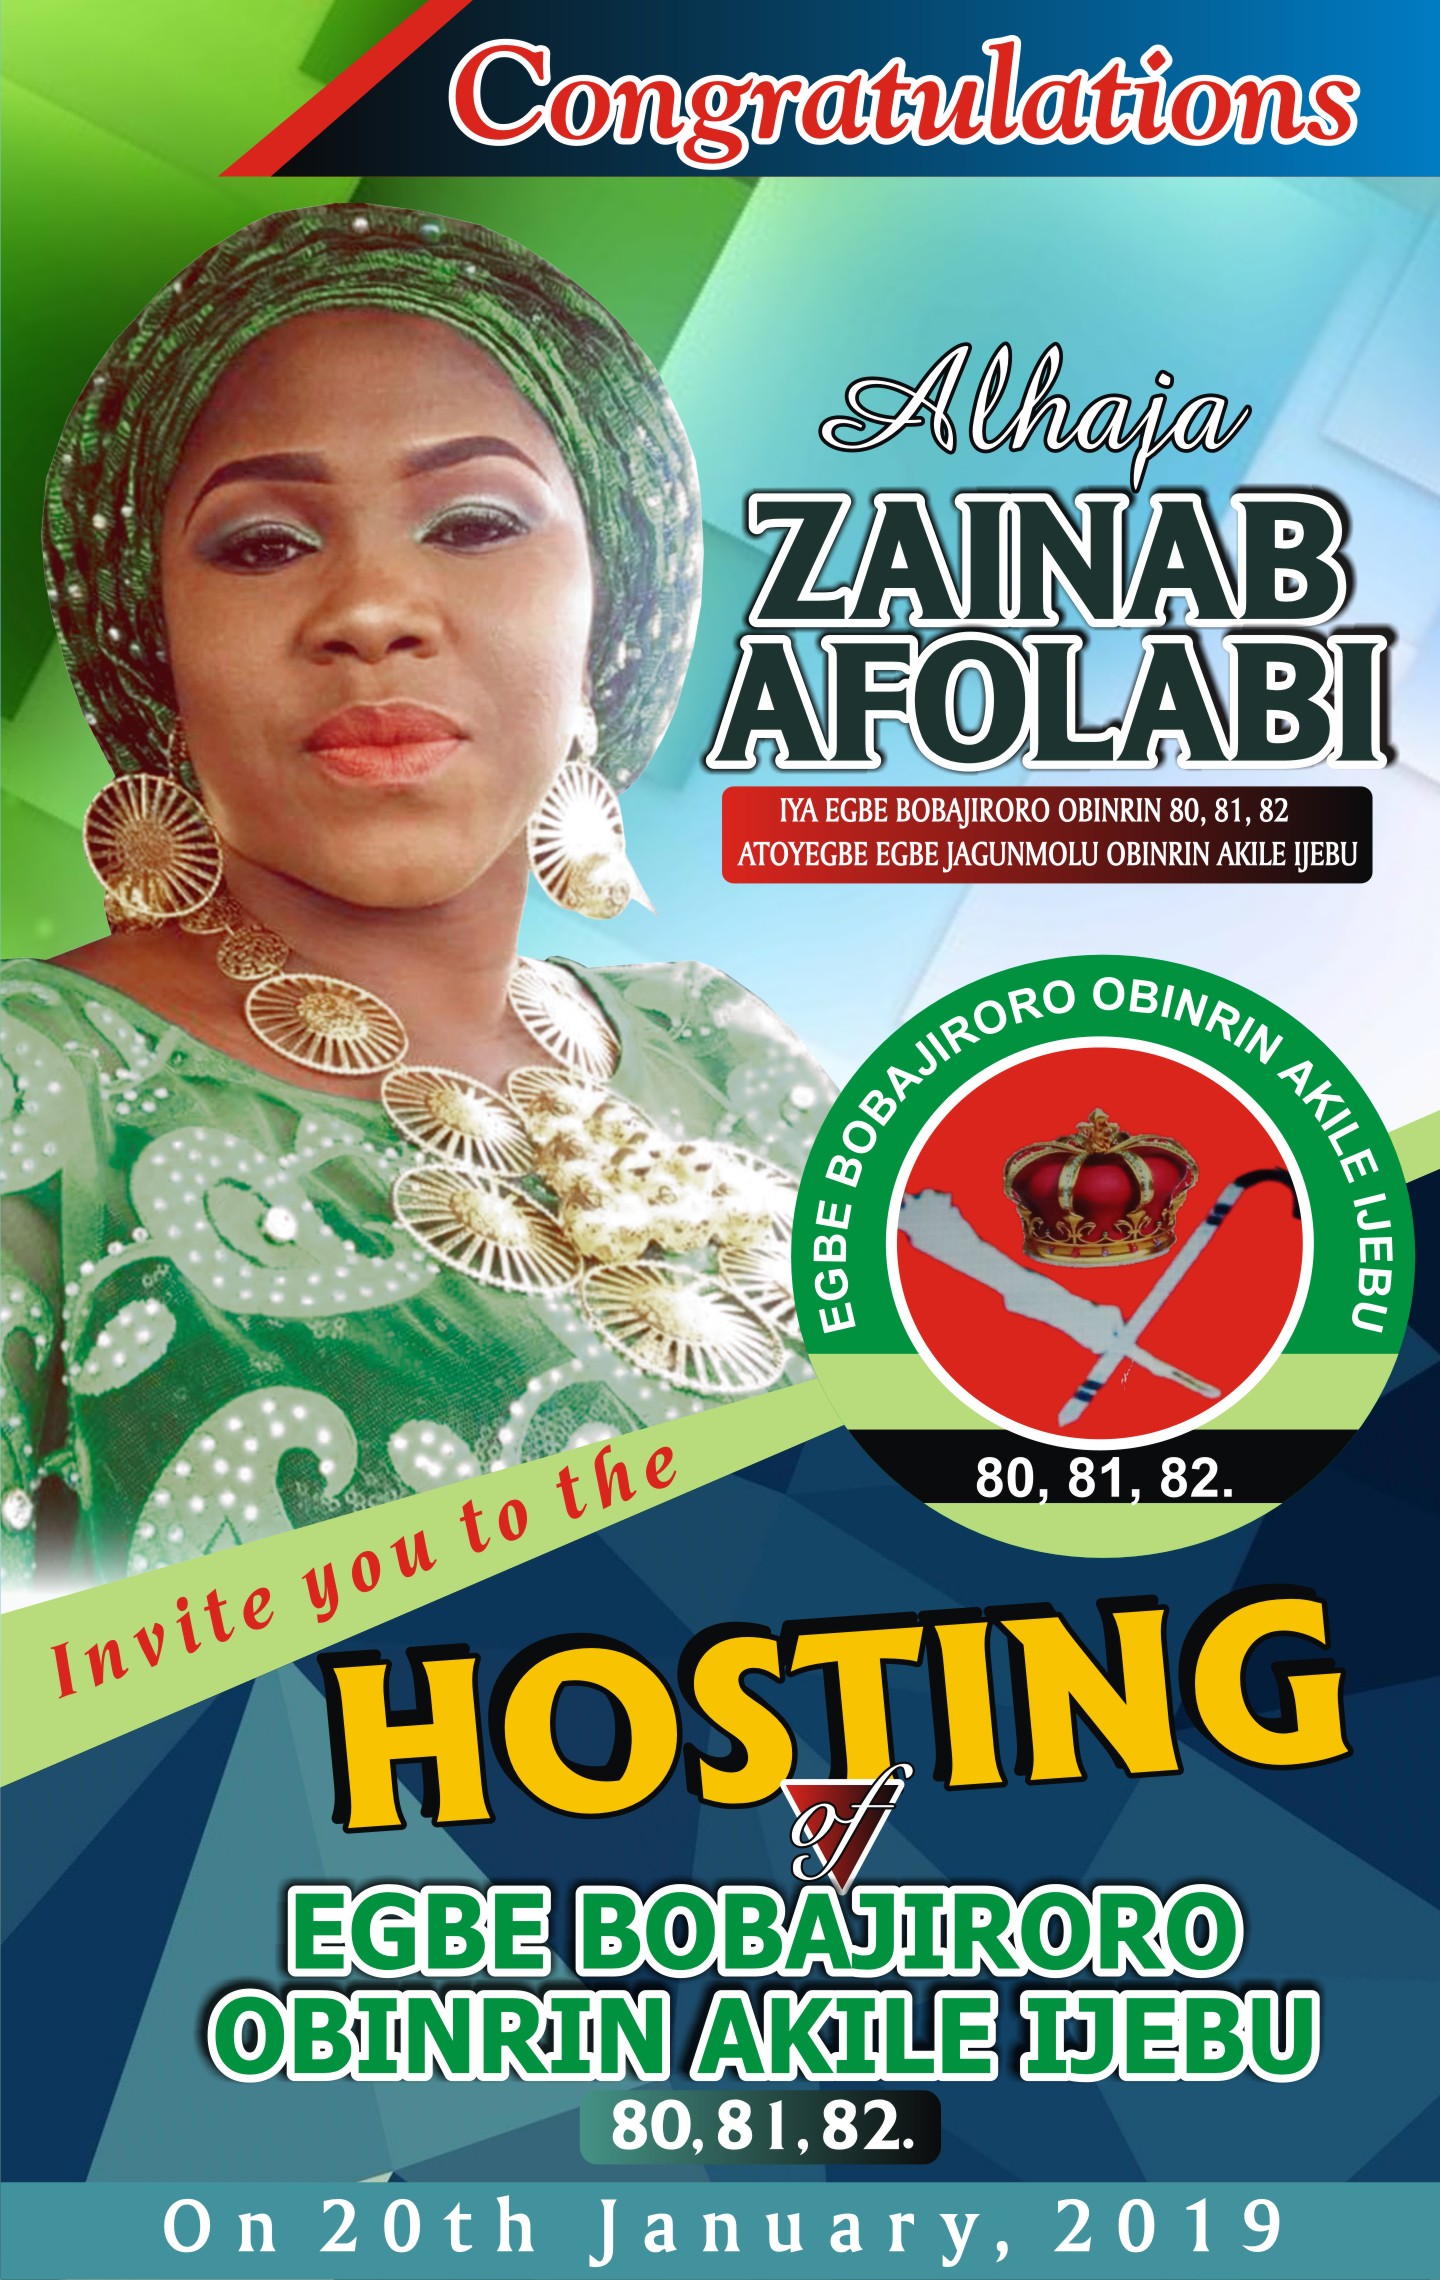 Congratulations
Alhaja
ZAINAB
AFOLABI
IYA EGBE BOBAJIRORO OBINRIN 80, 81, 82
ATOYEGBE EGBE JAGUNMOLU OBINRIN AKILE IJEBU
EGBE BOBAJIRORO OBINRIN AKILE IJEBU
80, 81, 82.
Invite you to the
HOSTING
of
EGBE BOBAJIRORO
OBINRIN AKILE IJEBU
80, 81, 82.
On 20th January, 2019